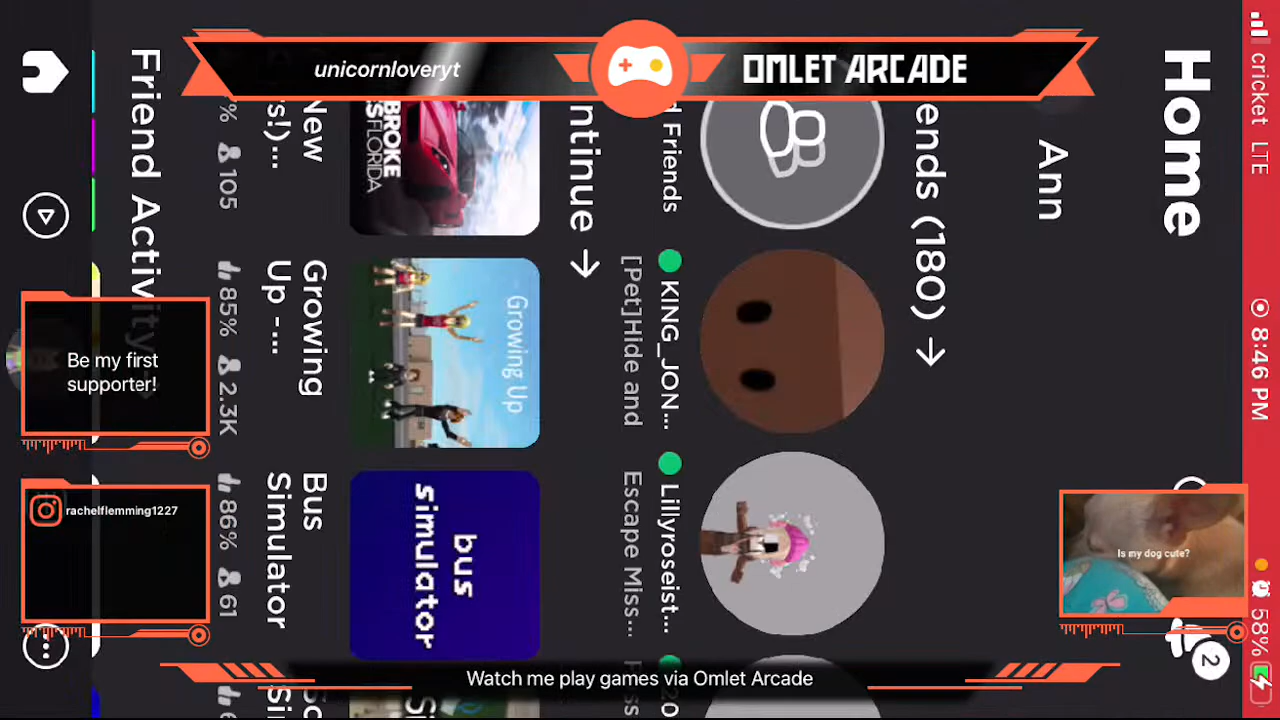 unicornloveryt
OMLET ARCADE
cricket LTE
8:46 PM
58%
Home
2
Ann
ends (180)
d Friends
KING_JON...
[Pet]Hide and
Lillyroseist...
Escape Miss...
ntinue
BROKE
FLORIDA
New
s!)...
%
105
Growing Up
Growing
Up -...
85%
2.3K
bus
simulator
Bus
Simulator
86%
61
Friend Activity
Be my first
supporter!
rachelflemming1227
Is my dog cute?
Watch me play games via Omlet Arcade